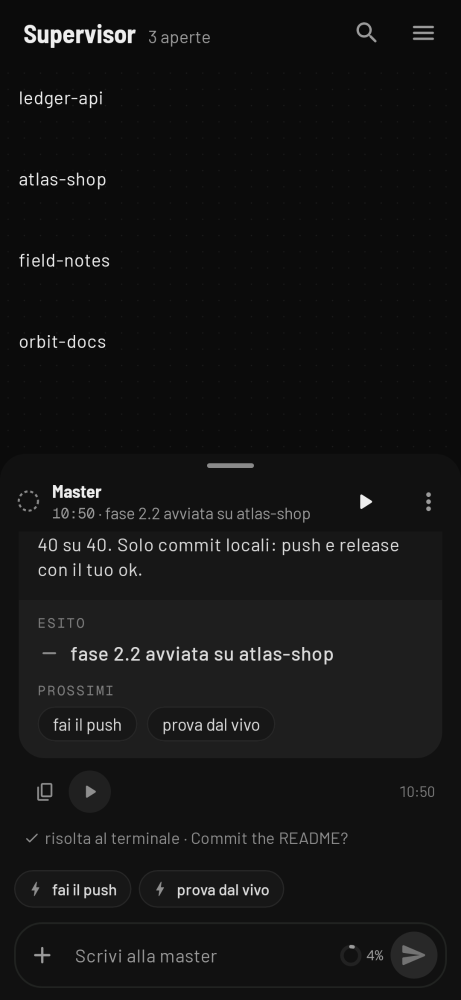 Supervisor 3 aperte
ledger-api
atlas-shop
field-notes
orbit-docs
Master
10:50 · fase 2.2 avviata su atlas-shop
40 su 40. Solo commit locali: push e release
con il tuo ok.
ESITO
— fase 2.2 avviata su atlas-shop
PROSSIMI
fai il push prova dal vivo
10:50
✓ risolta al terminale · Commit the README?
fai il push prova dal vivo
Scrivi alla master 4%